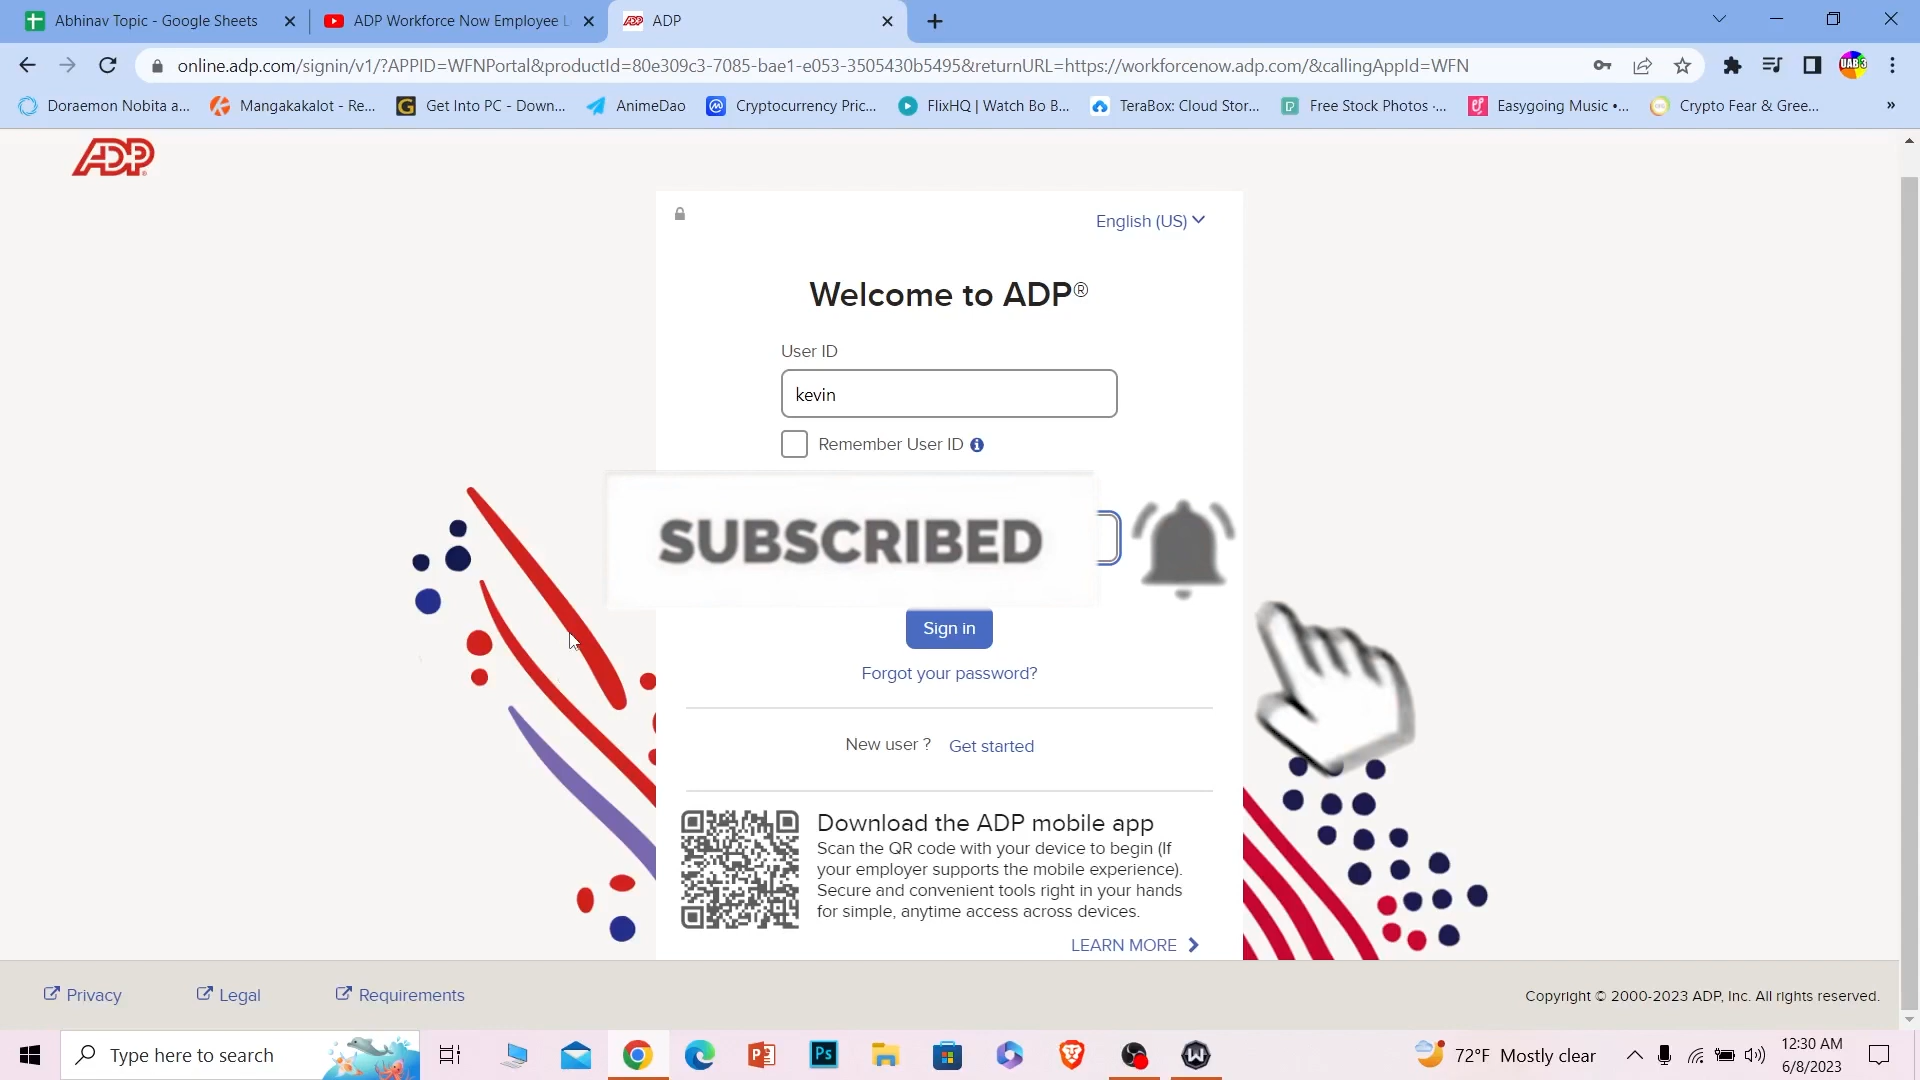 Abhinav Topic - Google Sheets
ADP Workforce Now Employee L
ADP
online.adp.com/signin/v1/?APPID=WFNPortal&productId=80e309c3-7085-bae1-e053-3505430b5495&returnURL=https://workforcenow.adp.com/&callingAppId=WFN
UAB 3
Doraemon Nobita a...
Mangakakalot - Re...
Get Into PC - Down...
AnimeDao
Cryptocurrency Pric...
FlixHQ | Watch Bo B...
TeraBox: Cloud Stor...
Free Stock Photos ·...
Easygoing Music •...
Crypto Fear & Gree...
»
ADP
English (US)
Welcome to ADP®
User ID
kevin
Remember User ID
SUBSCRIBED
Sign in
Forgot your password?
New user ? Get started
Download the ADP mobile app
Scan the QR code with your device to begin (If
your employer supports the mobile experience).
Secure and convenient tools right in your hands
for simple, anytime access across devices.
LEARN MORE
Privacy
Legal
Requirements
Copyright © 2000-2023 ADP, Inc. All rights reserved.
Type here to search
Ps
72°F Mostly clear
12:30 AM
6/8/2023